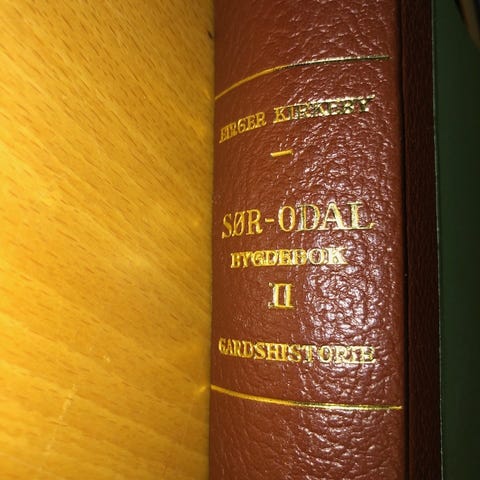 BIRGER KIRKEBY
SØR-ODAL
BYGDEBOK
II
GARDSHISTORIE